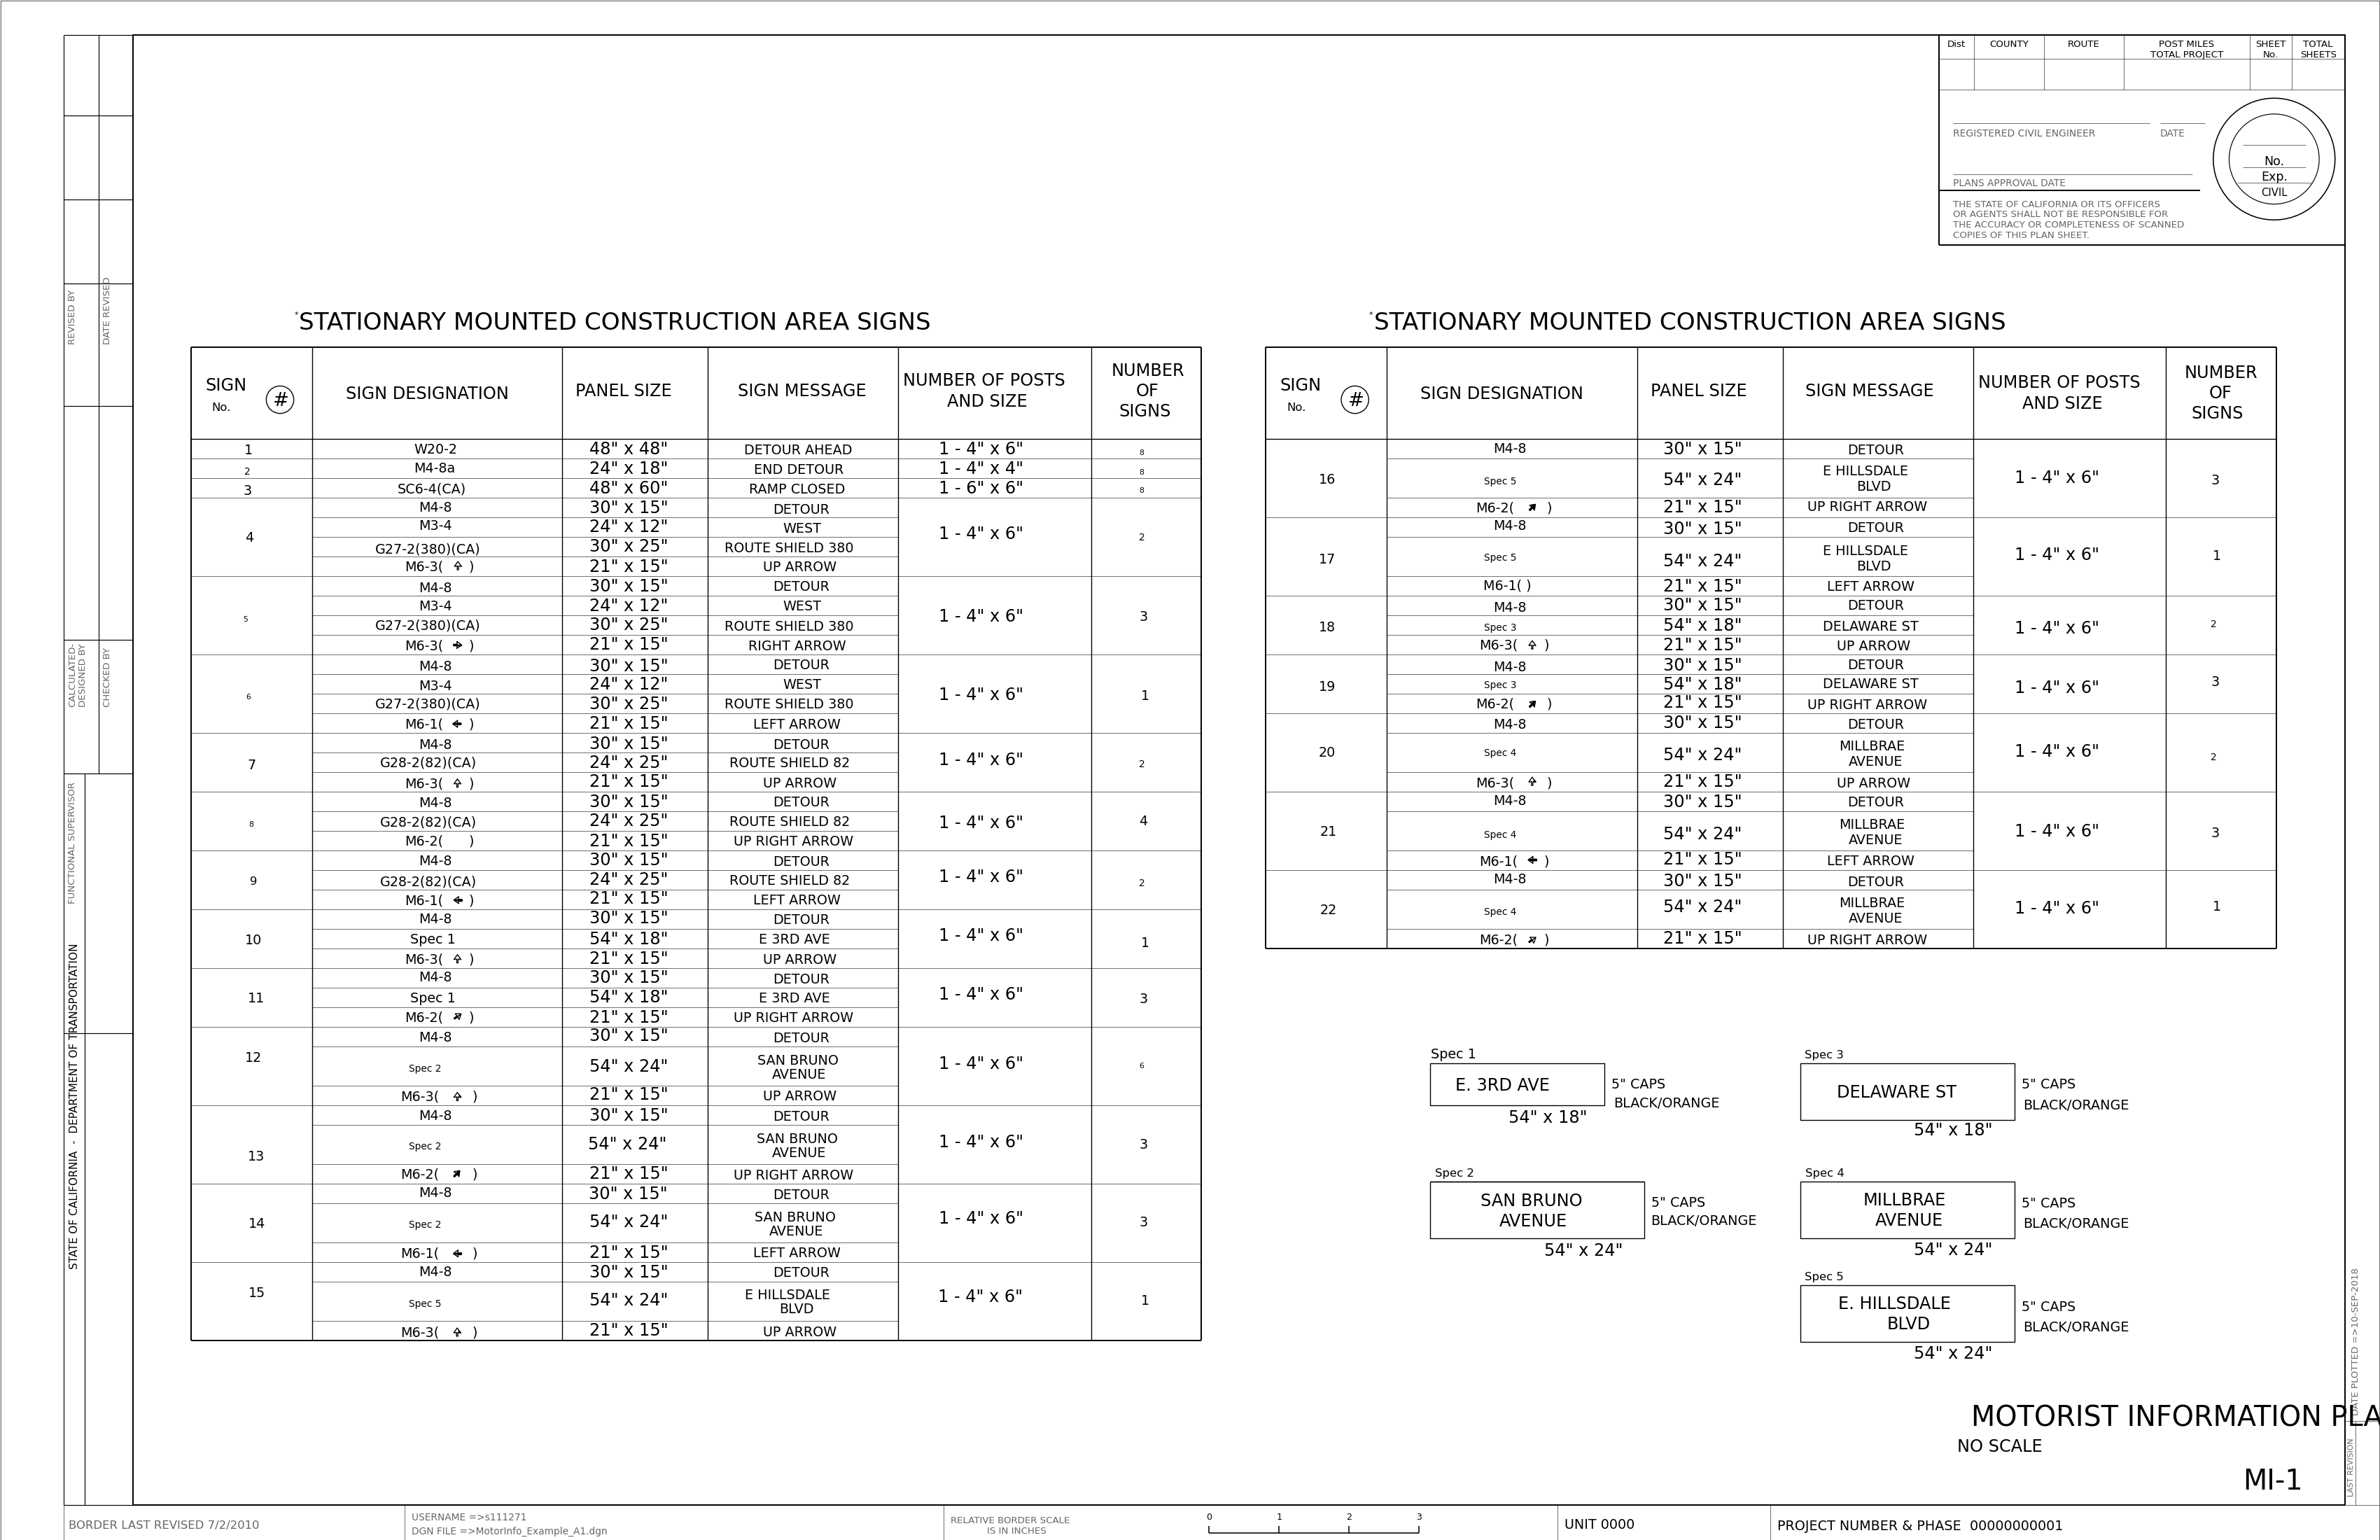 Dist COUNTY ROUTE POST MILES TOTAL PROJECT SHEET No. TOTAL SHEETS
REGISTERED CIVIL ENGINEER DATE
PLANS APPROVAL DATE
No.
Exp.
CIVIL
THE STATE OF CALIFORNIA OR ITS OFFICERS
OR AGENTS SHALL NOT BE RESPONSIBLE FOR
THE ACCURACY OR COMPLETENESS OF SCANNED
COPIES OF THIS PLAN SHEET.
REVISED BY
DATE REVISED
CALCULATED-
DESIGNED BY
CHECKED BY
FUNCTIONAL SUPERVISOR
STATE OF CALIFORNIA - DEPARTMENT OF TRANSPORTATION
*STATIONARY MOUNTED CONSTRUCTION AREA SIGNS
SIGN No. # SIGN DESIGNATION PANEL SIZE SIGN MESSAGE NUMBER OF POSTS AND SIZE NUMBER OF SIGNS
1 W20-2 48" x 48" DETOUR AHEAD 1 - 4" x 6" 8
2 M4-8a 24" x 18" END DETOUR 1 - 4" x 4" 8
3 SC6-4(CA) 48" x 60" RAMP CLOSED 1 - 6" x 6" 8
4 M4-8 30" x 15" DETOUR 1 - 4" x 6" 2
M3-4 24" x 12" WEST
G27-2(380)(CA) 30" x 25" ROUTE SHIELD 380
M6-3( ⇧ ) 21" x 15" UP ARROW
5 M4-8 30" x 15" DETOUR 1 - 4" x 6" 3
M3-4 24" x 12" WEST
G27-2(380)(CA) 30" x 25" ROUTE SHIELD 380
M6-3( → ) 21" x 15" RIGHT ARROW
6 M4-8 30" x 15" DETOUR 1 - 4" x 6" 1
M3-4 24" x 12" WEST
G27-2(380)(CA) 30" x 25" ROUTE SHIELD 380
M6-1( ← ) 21" x 15" LEFT ARROW
7 M4-8 30" x 15" DETOUR 1 - 4" x 6" 2
G28-2(82)(CA) 24" x 25" ROUTE SHIELD 82
M6-3( ⇧ ) 21" x 15" UP ARROW
8 M4-8 30" x 15" DETOUR 1 - 4" x 6" 4
G28-2(82)(CA) 24" x 25" ROUTE SHIELD 82
M6-2( ) 21" x 15" UP RIGHT ARROW
9 M4-8 30" x 15" DETOUR 1 - 4" x 6" 2
G28-2(82)(CA) 24" x 25" ROUTE SHIELD 82
M6-1( ← ) 21" x 15" LEFT ARROW
10 M4-8 30" x 15" DETOUR 1 - 4" x 6" 1
Spec 1 54" x 18" E 3RD AVE
M6-3( ⇧ ) 21" x 15" UP ARROW
11 M4-8 30" x 15" DETOUR 1 - 4" x 6" 3
Spec 1 54" x 18" E 3RD AVE
M6-2( ⬀ ) 21" x 15" UP RIGHT ARROW
12 M4-8 30" x 15" DETOUR 1 - 4" x 6" 6
Spec 2 54" x 24" SAN BRUNO AVENUE
M6-3( ⇧ ) 21" x 15" UP ARROW
13 M4-8 30" x 15" DETOUR 1 - 4" x 6" 3
Spec 2 54" x 24" SAN BRUNO AVENUE
M6-2( ↗ ) 21" x 15" UP RIGHT ARROW
14 M4-8 30" x 15" DETOUR 1 - 4" x 6" 3
Spec 2 54" x 24" SAN BRUNO AVENUE
M6-1( ← ) 21" x 15" LEFT ARROW
15 M4-8 30" x 15" DETOUR 1 - 4" x 6" 1
Spec 5 54" x 24" E HILLSDALE BLVD
M6-3( ⇧ ) 21" x 15" UP ARROW
*STATIONARY MOUNTED CONSTRUCTION AREA SIGNS
SIGN No. # SIGN DESIGNATION PANEL SIZE SIGN MESSAGE NUMBER OF POSTS AND SIZE NUMBER OF SIGNS
16 M4-8 30" x 15" DETOUR 1 - 4" x 6" 3
Spec 5 54" x 24" E HILLSDALE BLVD
M6-2( ↗ ) 21" x 15" UP RIGHT ARROW
17 M4-8 30" x 15" DETOUR 1 - 4" x 6" 1
Spec 5 54" x 24" E HILLSDALE BLVD
M6-1( ) 21" x 15" LEFT ARROW
18 M4-8 30" x 15" DETOUR 1 - 4" x 6" 2
Spec 3 54" x 18" DELAWARE ST
M6-3( ⇧ ) 21" x 15" UP ARROW
19 M4-8 30" x 15" DETOUR 1 - 4" x 6" 3
Spec 3 54" x 18" DELAWARE ST
M6-2( ↗ ) 21" x 15" UP RIGHT ARROW
20 M4-8 30" x 15" DETOUR 1 - 4" x 6" 2
Spec 4 54" x 24" MILLBRAE AVENUE
M6-3( ⇧ ) 21" x 15" UP ARROW
21 M4-8 30" x 15" DETOUR 1 - 4" x 6" 3
Spec 4 54" x 24" MILLBRAE AVENUE
M6-1( ← ) 21" x 15" LEFT ARROW
22 M4-8 30" x 15" DETOUR 1 - 4" x 6" 1
Spec 4 54" x 24" MILLBRAE AVENUE
M6-2( ⬀ ) 21" x 15" UP RIGHT ARROW
Spec 1
E. 3RD AVE
5" CAPS
BLACK/ORANGE
54" x 18"
Spec 3
DELAWARE ST
5" CAPS
BLACK/ORANGE
54" x 18"
Spec 2
SAN BRUNO
AVENUE
5" CAPS
BLACK/ORANGE
54" x 24"
Spec 4
MILLBRAE
AVENUE
5" CAPS
BLACK/ORANGE
54" x 24"
Spec 5
E. HILLSDALE
BLVD
5" CAPS
BLACK/ORANGE
54" x 24"
MOTORIST INFORMATION PLA
NO SCALE
MI-1
DATE PLOTTED =>10-SEP-2018
LAST REVISION
BORDER LAST REVISED 7/2/2010
USERNAME =>s111271
DGN FILE =>MotorInfo_Example_A1.dgn
RELATIVE BORDER SCALE
IS IN INCHES
0 1 2 3
UNIT 0000
PROJECT NUMBER & PHASE 00000000001